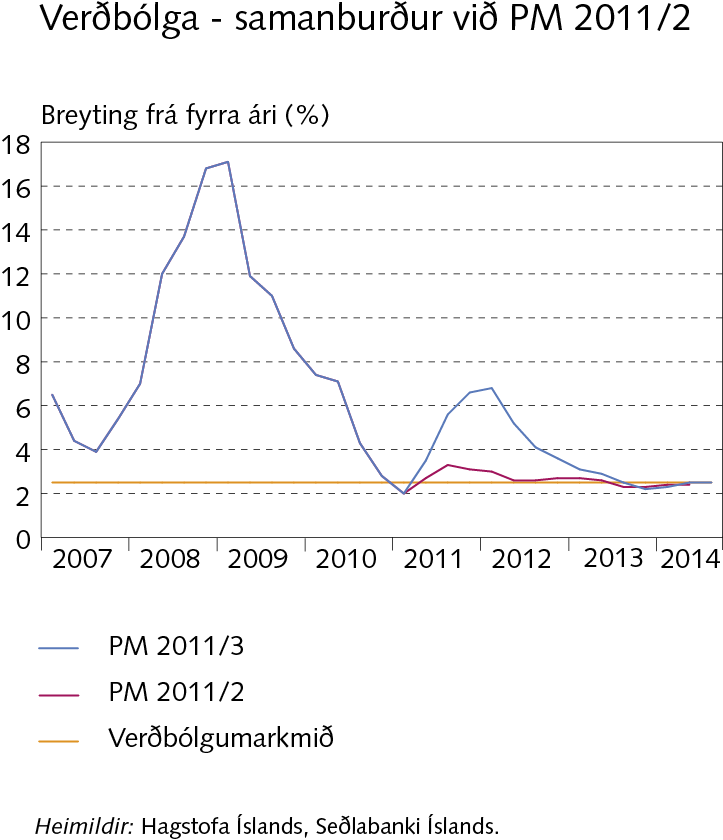 Verðbólga - samanburður við PM 2011/2
Breyting frá fyrra ári (%)
18
16
14
12
10
8
6
4
2
0
2007 2008 2009 2010 2011 2012 2013 2014
PM 2011/3
PM 2011/2
Verðbólgumarkmið
Heimildir: Hagstofa Íslands, Seðlabanki Íslands.